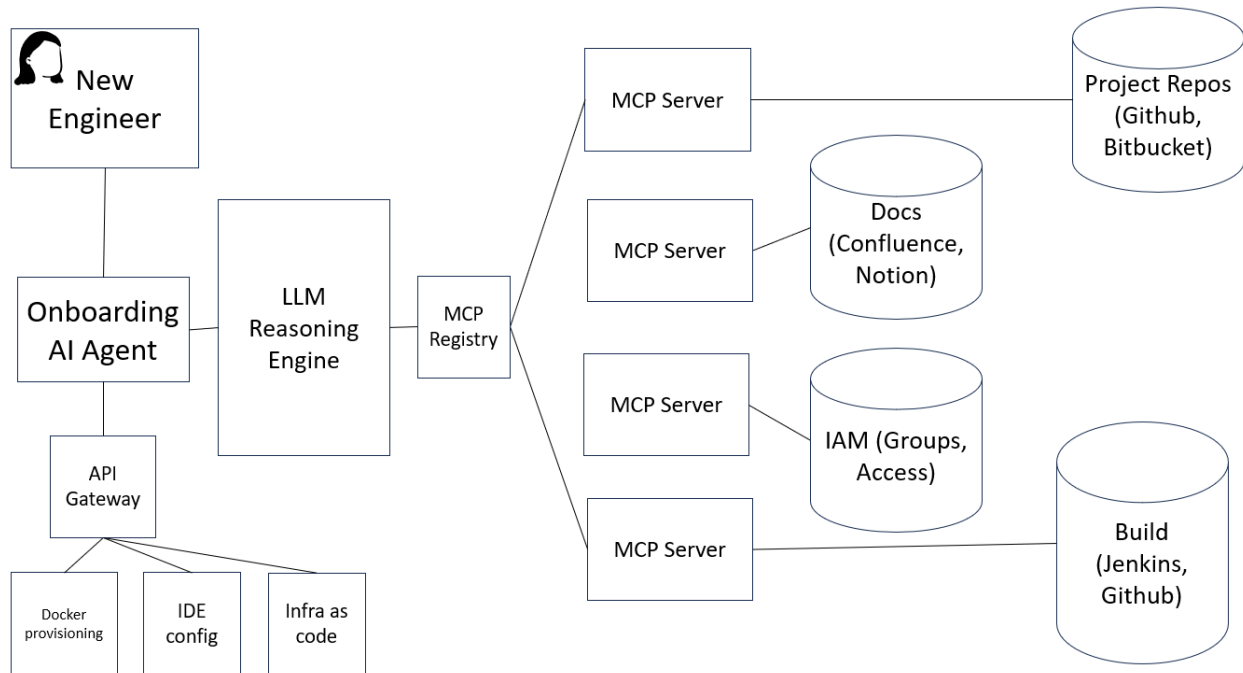 New
Engineer
Onboarding
AI Agent
API
Gateway
Docker
provisioning
IDE
config
Infra as
code
LLM
Reasoning
Engine
MCP
Registry
MCP Server
Project Repos
(Github,
Bitbucket)
MCP Server
Docs
(Confluence,
Notion)
MCP Server
IAM (Groups,
Access)
MCP Server
Build
(Jenkins,
Github)